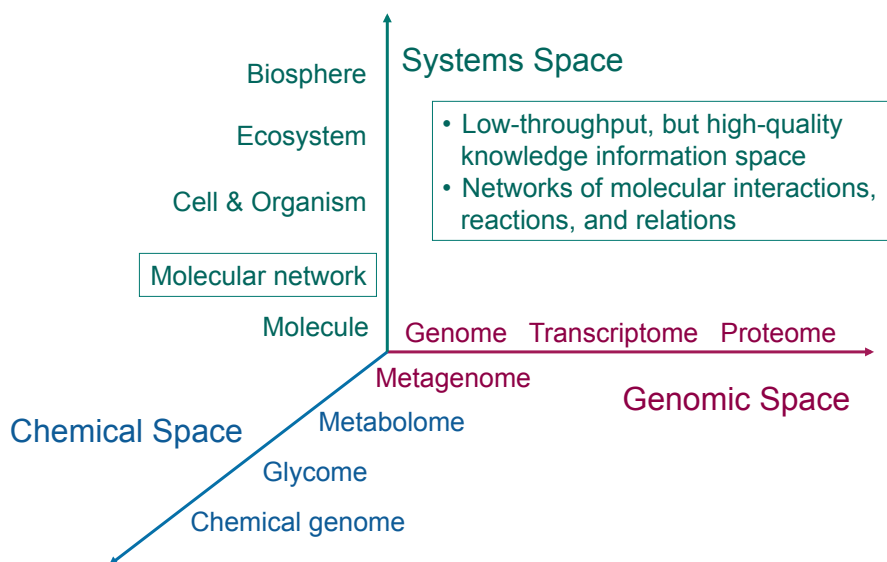 Systems Space
Biosphere
• Low-throughput, but high-quality
knowledge information space
• Networks of molecular interactions,
reactions, and relations
Ecosystem
Cell & Organism
Molecular network
Molecule
Genome Transcriptome Proteome
Metagenome
Genomic Space
Chemical Space
Metabolome
Glycome
Chemical genome